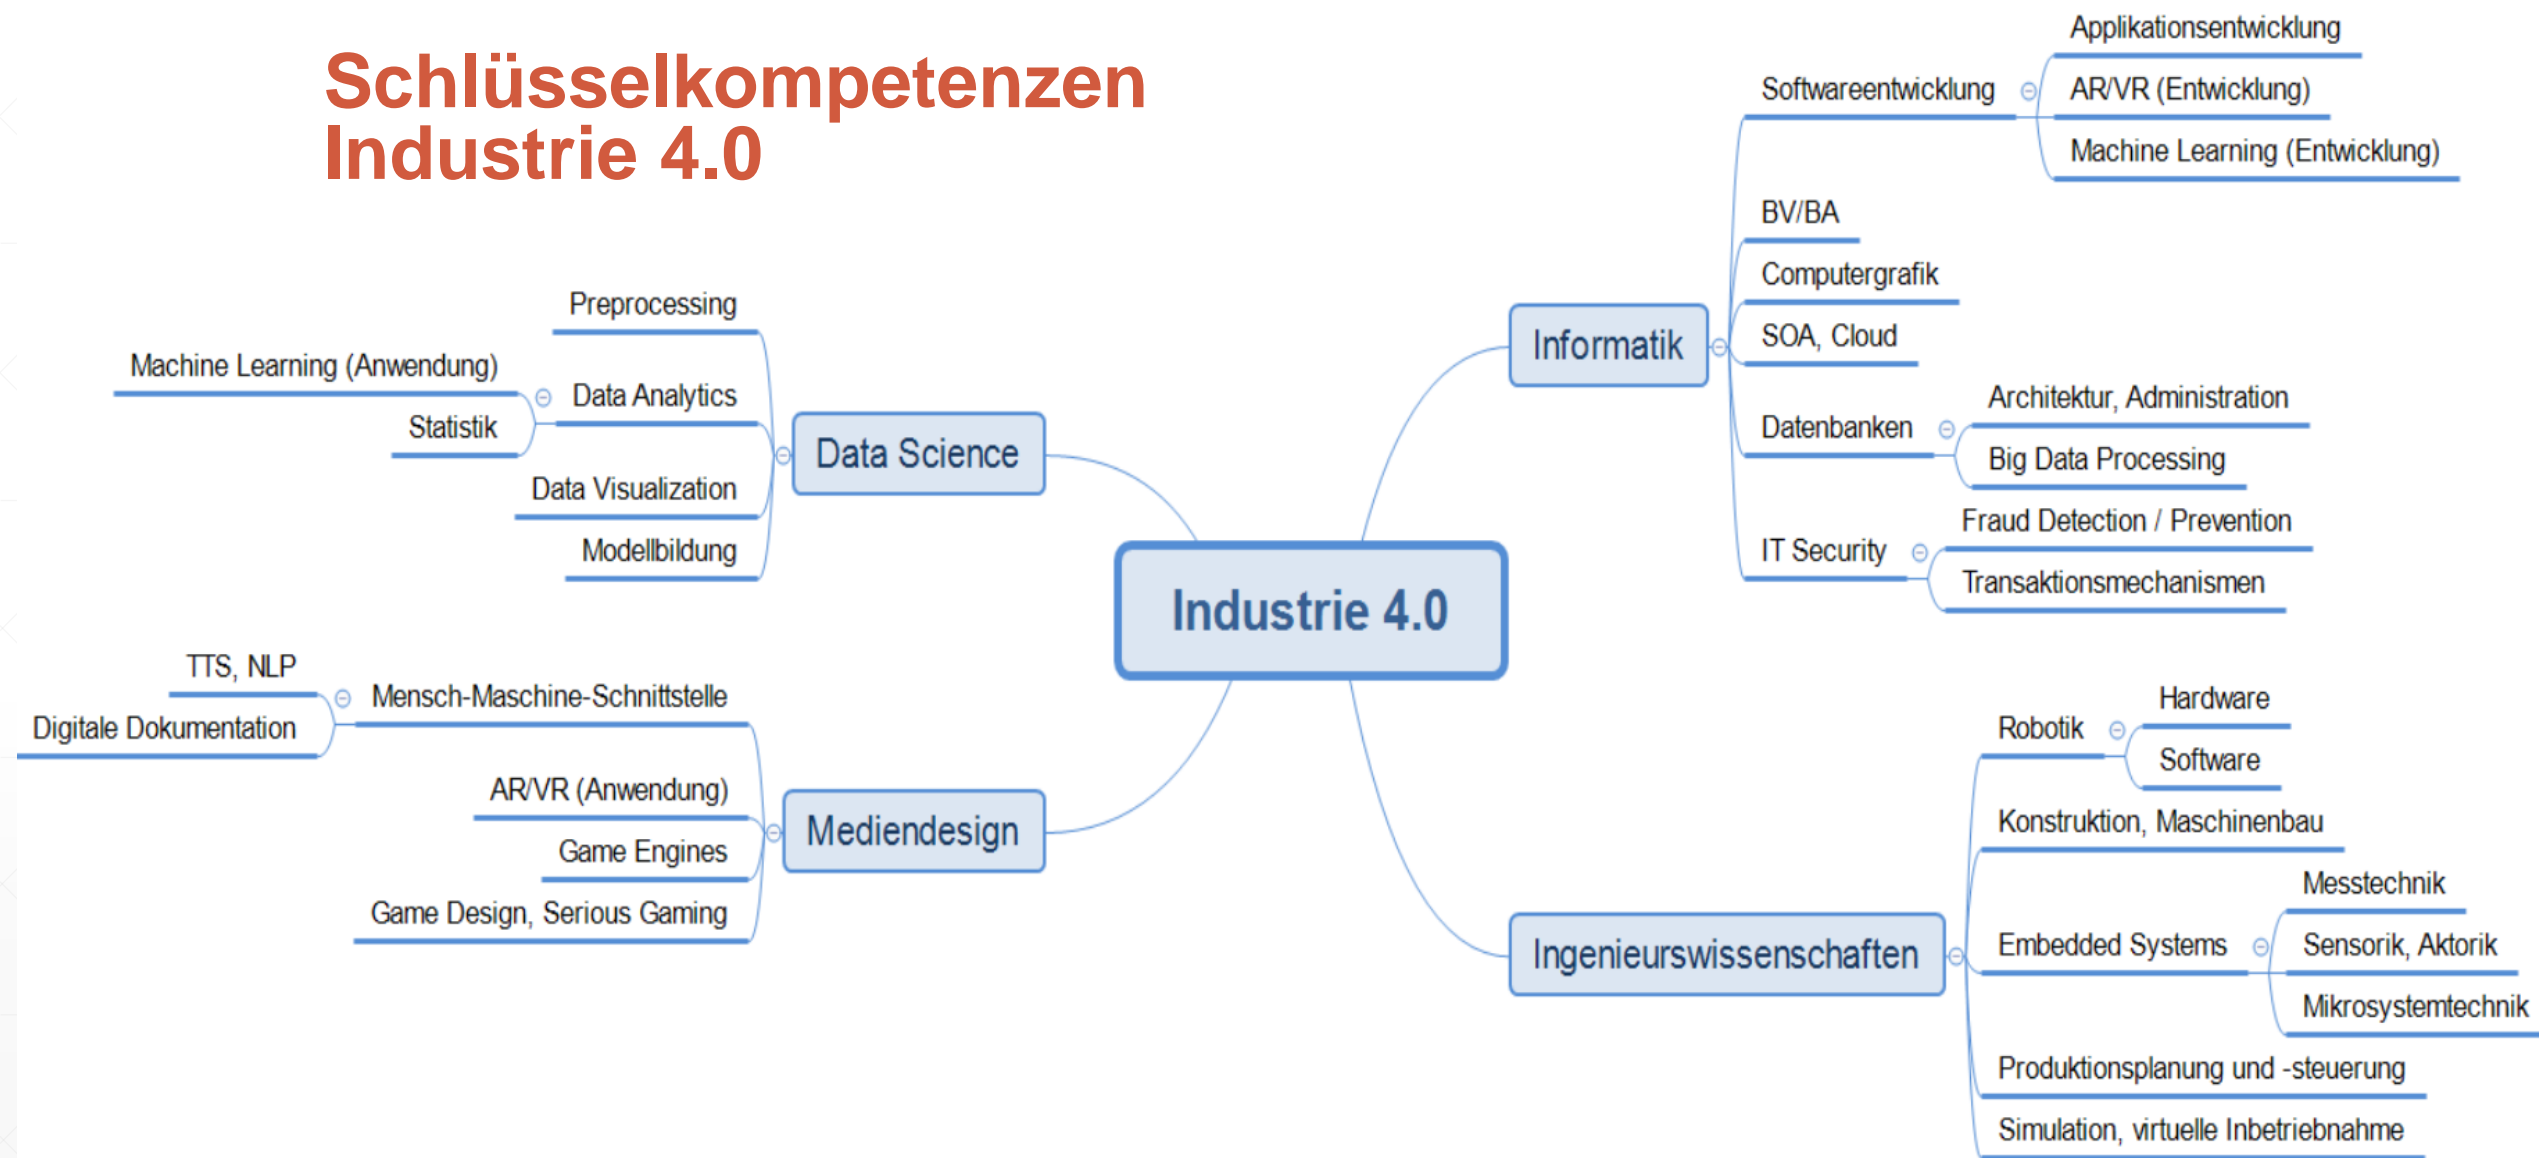 Schlüsselkompetenzen
Industrie 4.0
Industrie 4.0
Informatik
Softwareentwicklung
Applikationsentwicklung
AR/VR (Entwicklung)
Machine Learning (Entwicklung)
BV/BA
Computergrafik
SOA, Cloud
Datenbanken
Architektur, Administration
Big Data Processing
IT Security
Fraud Detection / Prevention
Transaktionsmechanismen
Ingenieurswissenschaften
Robotik
Hardware
Software
Konstruktion, Maschinenbau
Embedded Systems
Messtechnik
Sensorik, Aktorik
Mikrosystemtechnik
Produktionsplanung und -steuerung
Simulation, virtuelle Inbetriebnahme
Data Science
Preprocessing
Data Analytics
Machine Learning (Anwendung)
Statistik
Data Visualization
Modellbildung
Mediendesign
Mensch-Maschine-Schnittstelle
TTS, NLP
Digitale Dokumentation
AR/VR (Anwendung)
Game Engines
Game Design, Serious Gaming